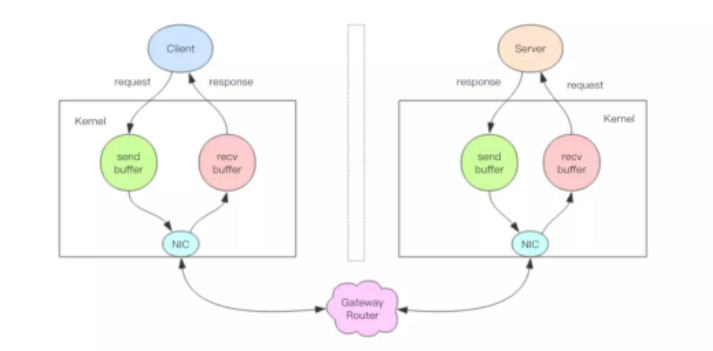 Client
Server
request
response
response
request
Kernel
Kernel
send
buffer
recv
buffer
send
buffer
recv
buffer
NIC
NIC
Gateway
Router